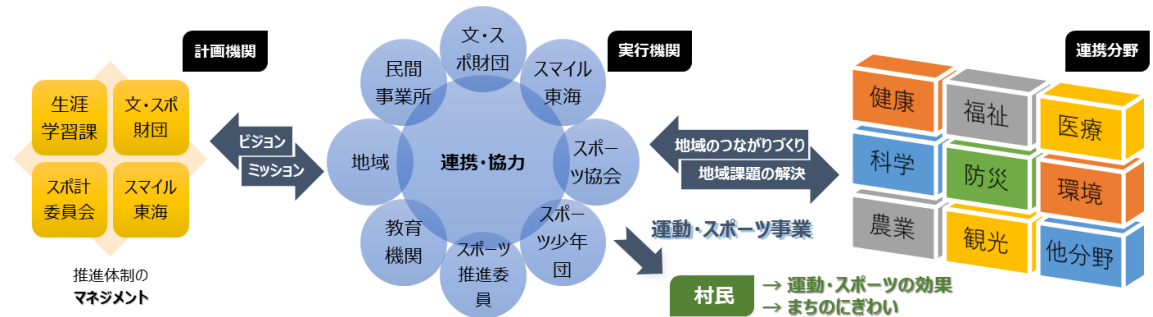 計画機関
生涯
学習課
文・スポ
財団
スポ計
委員会
スマイル
東海
推進体制の
マネジメント
ビジョン
ミッション
実行機関
文・ス
ポ財団
スマイル
東海
スポー
ツ協会
スポー
ツ少年
団
スポーツ
推進委
員
教育
機関
地域
民間
事業所
連携・協力
地域のつながりづくり
地域課題の解決
運動・スポーツ事業
村民
→ 運動・スポーツの効果
→ まちのにぎわい
連携分野
健康
福祉
医療
科学
防災
環境
農業
観光
他分野